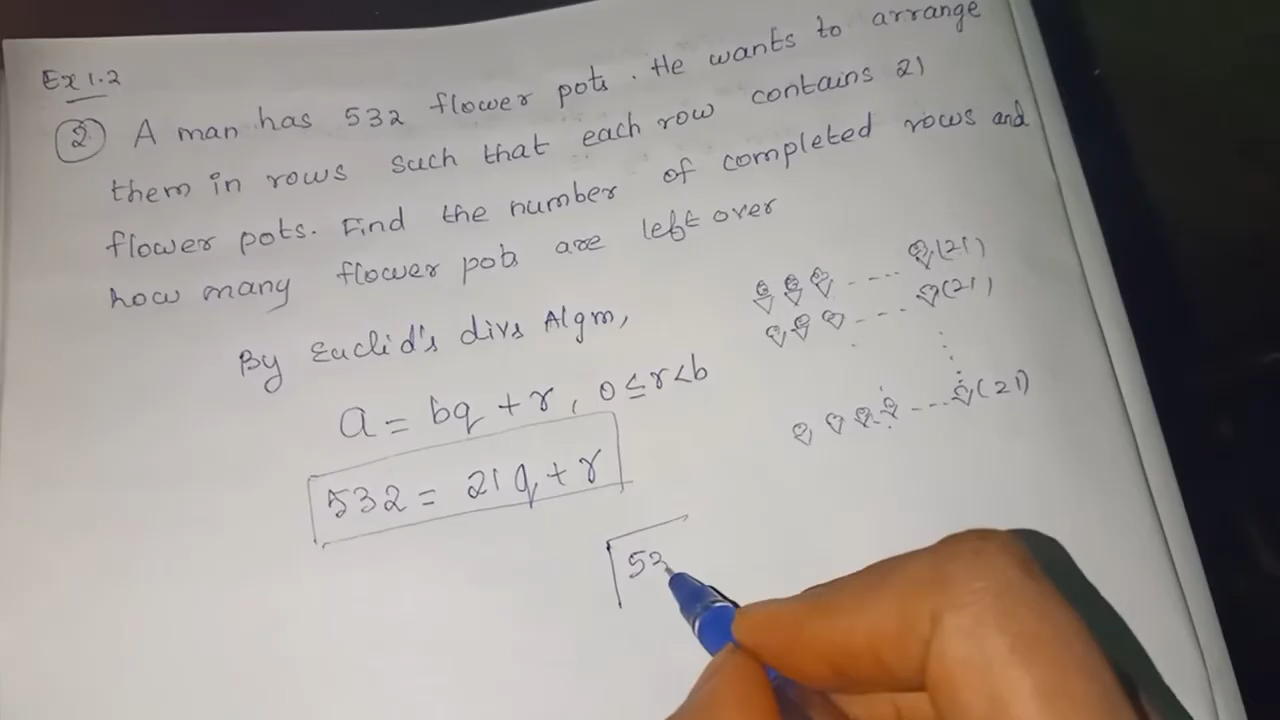 Ex 1.2
② A man has 532 flower pots. He wants to arrange
them in rows such that each row contains 21
flower pots. Find the number of completed rows and
how many flower pots are left over
By Euclid's divs Algm,
a = bq + r, 0 ≤ r < b
532 = 21q + r
---- (21)
---- (21)
---- (21)
53